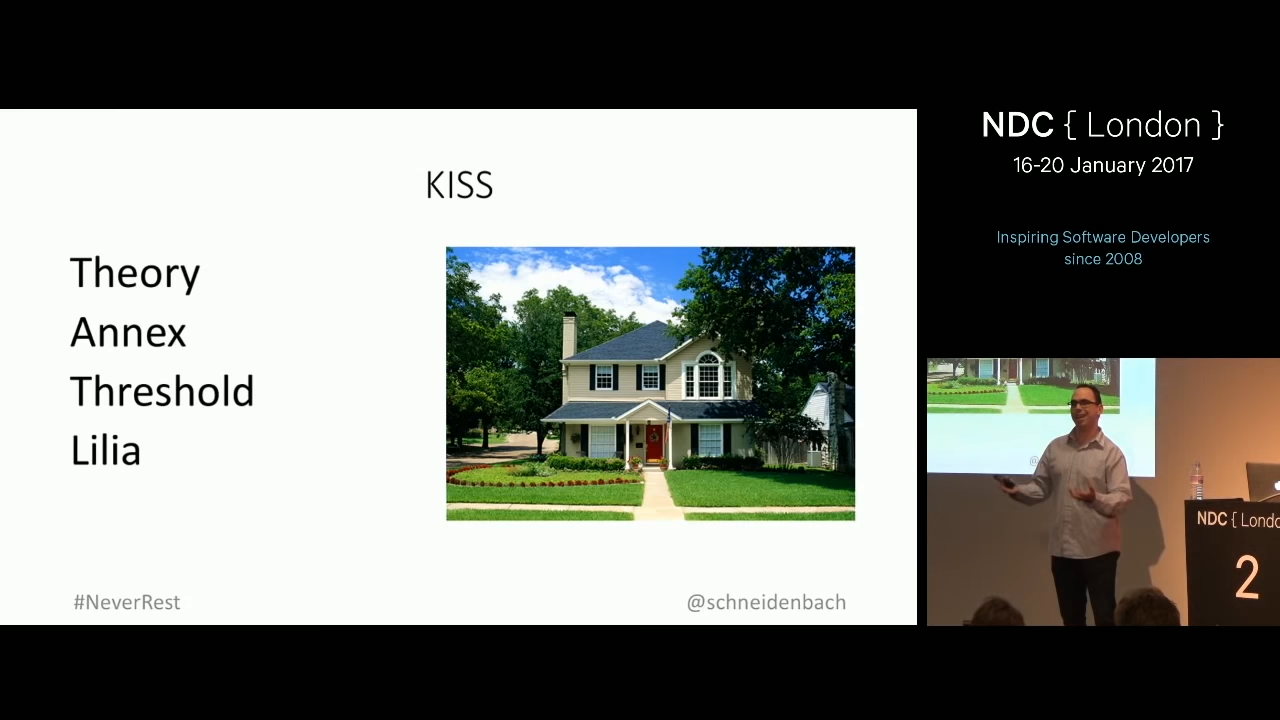 KISS
Theory
Annex
Threshold
Lilia
#NeverRest
@schneidenbach
NDC { London }
16-20 January 2017
Inspiring Software Developers
since 2008
@
NDC { Londo
2